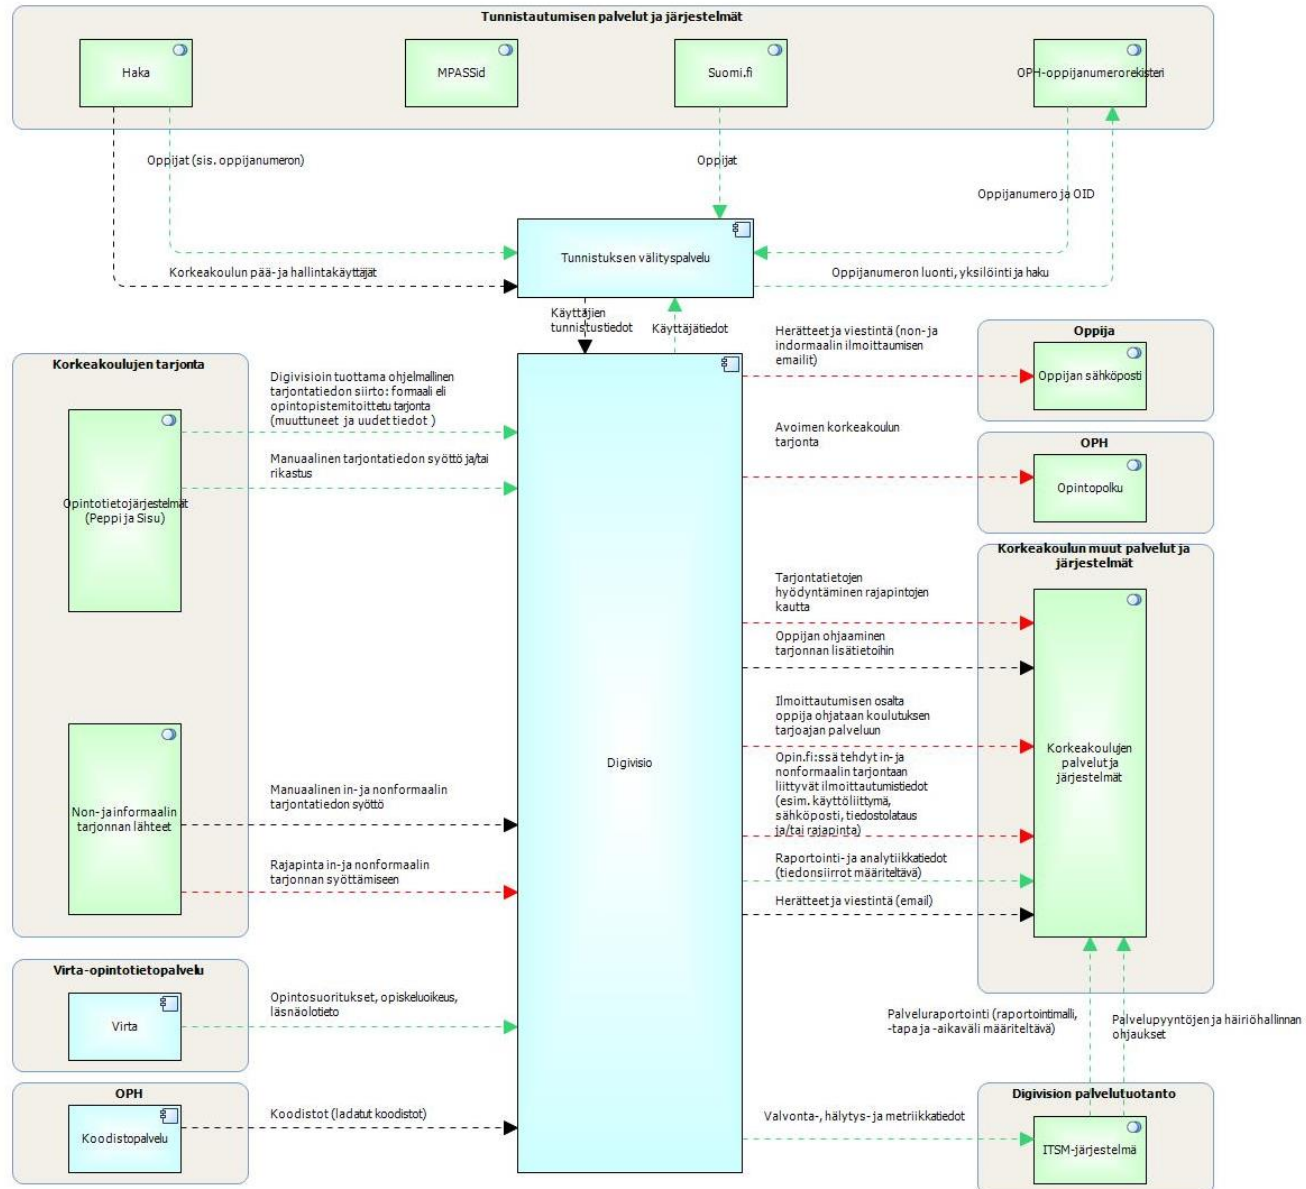 Tunnistautumisen palvelut ja järjestelmät
Haka
MPASSid
Suomi.fi
OPH-oppijanumerorekisteri
Oppijat (sis. oppijanumeron)
Oppijat
Oppijanumero ja OID
Tunnistuksen välityspalvelu
Korkeakoulun pää- ja hallintakäyttäjät
Oppijanumeron luonti, yksilöinti ja haku
Käyttäjien
tunnistustiedot
Käyttäjätiedot
Korkeakoulujen tarjonta
Digivisioin tuottama ohjelmallinen
tarjontatiedon siirto: formaali eli
opintopistemitoittetu tarjonta
(muuttuneet ja uudet tiedot )
Manuaalinen tarjontatiedon syöttö ja/tai
rikastus
Opintotietojärjestelmät
(Peppi ja Sisu)
Non- ja informaalin
tarjonnan lähteet
Manuaalinen in- ja nonformaalin
tarjontatiedon syöttö
Rajapinta in- ja nonformaalin
tarjonnan syöttämiseen
Virta-opintotietopalvelu
Virta
Opintosuoritukset, opiskeluoikeus,
läsnäolotieto
OPH
Koodistopalvelu
Koodistot (ladatut koodistot)
Digivisio
Herätteet ja viestintä (non- ja
indormaalin ilmoittaumisen
emailit)
Oppija
Oppijan sähköposti
Avoimen korkeakoulun
tarjonta
OPH
Opintopolku
Korkeakoulun muut palvelut ja
järjestelmät
Tarjontatietojen
hyödyntäminen rajapintojen
kautta
Oppijan ohjaaminen
tarjonnan lisätietoihin
Ilmoittautumisen osalta
oppija ohjataan koulutuksen
tarjoajan palveluun
Opin.fi:ssä tehdyt in- ja
nonformaalin tarjontaan
liittyvät ilmoittautumistiedot
(esim. käyttöliittymä,
sähköposti, tiedostolataus
ja/tai rajapinta)
Raportointi- ja analytiikkatiedot
(tiedonsiirrot määriteltävä)
Herätteet ja viestintä (email)
Korkeakoulujen
palvelut ja
järjestelmät
Palveluraportointi (raportointimalli,
-tapa ja -aikaväli määriteltävä)
Palvelupyyntöjen ja häiriöhallinnan
ohjaukset
Digivision palvelutuotanto
Valvonta-, hälytys- ja metriikkatiedot
ITSM-järjestelmä